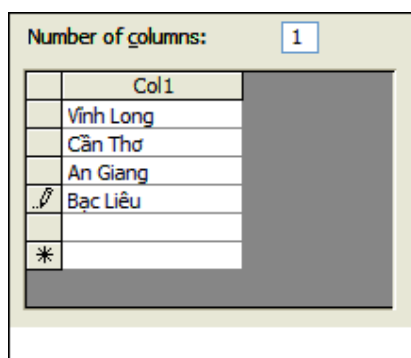 Number of columns: 1
Col1
Vĩnh Long
Cần Thơ
An Giang
Bạc Liêu